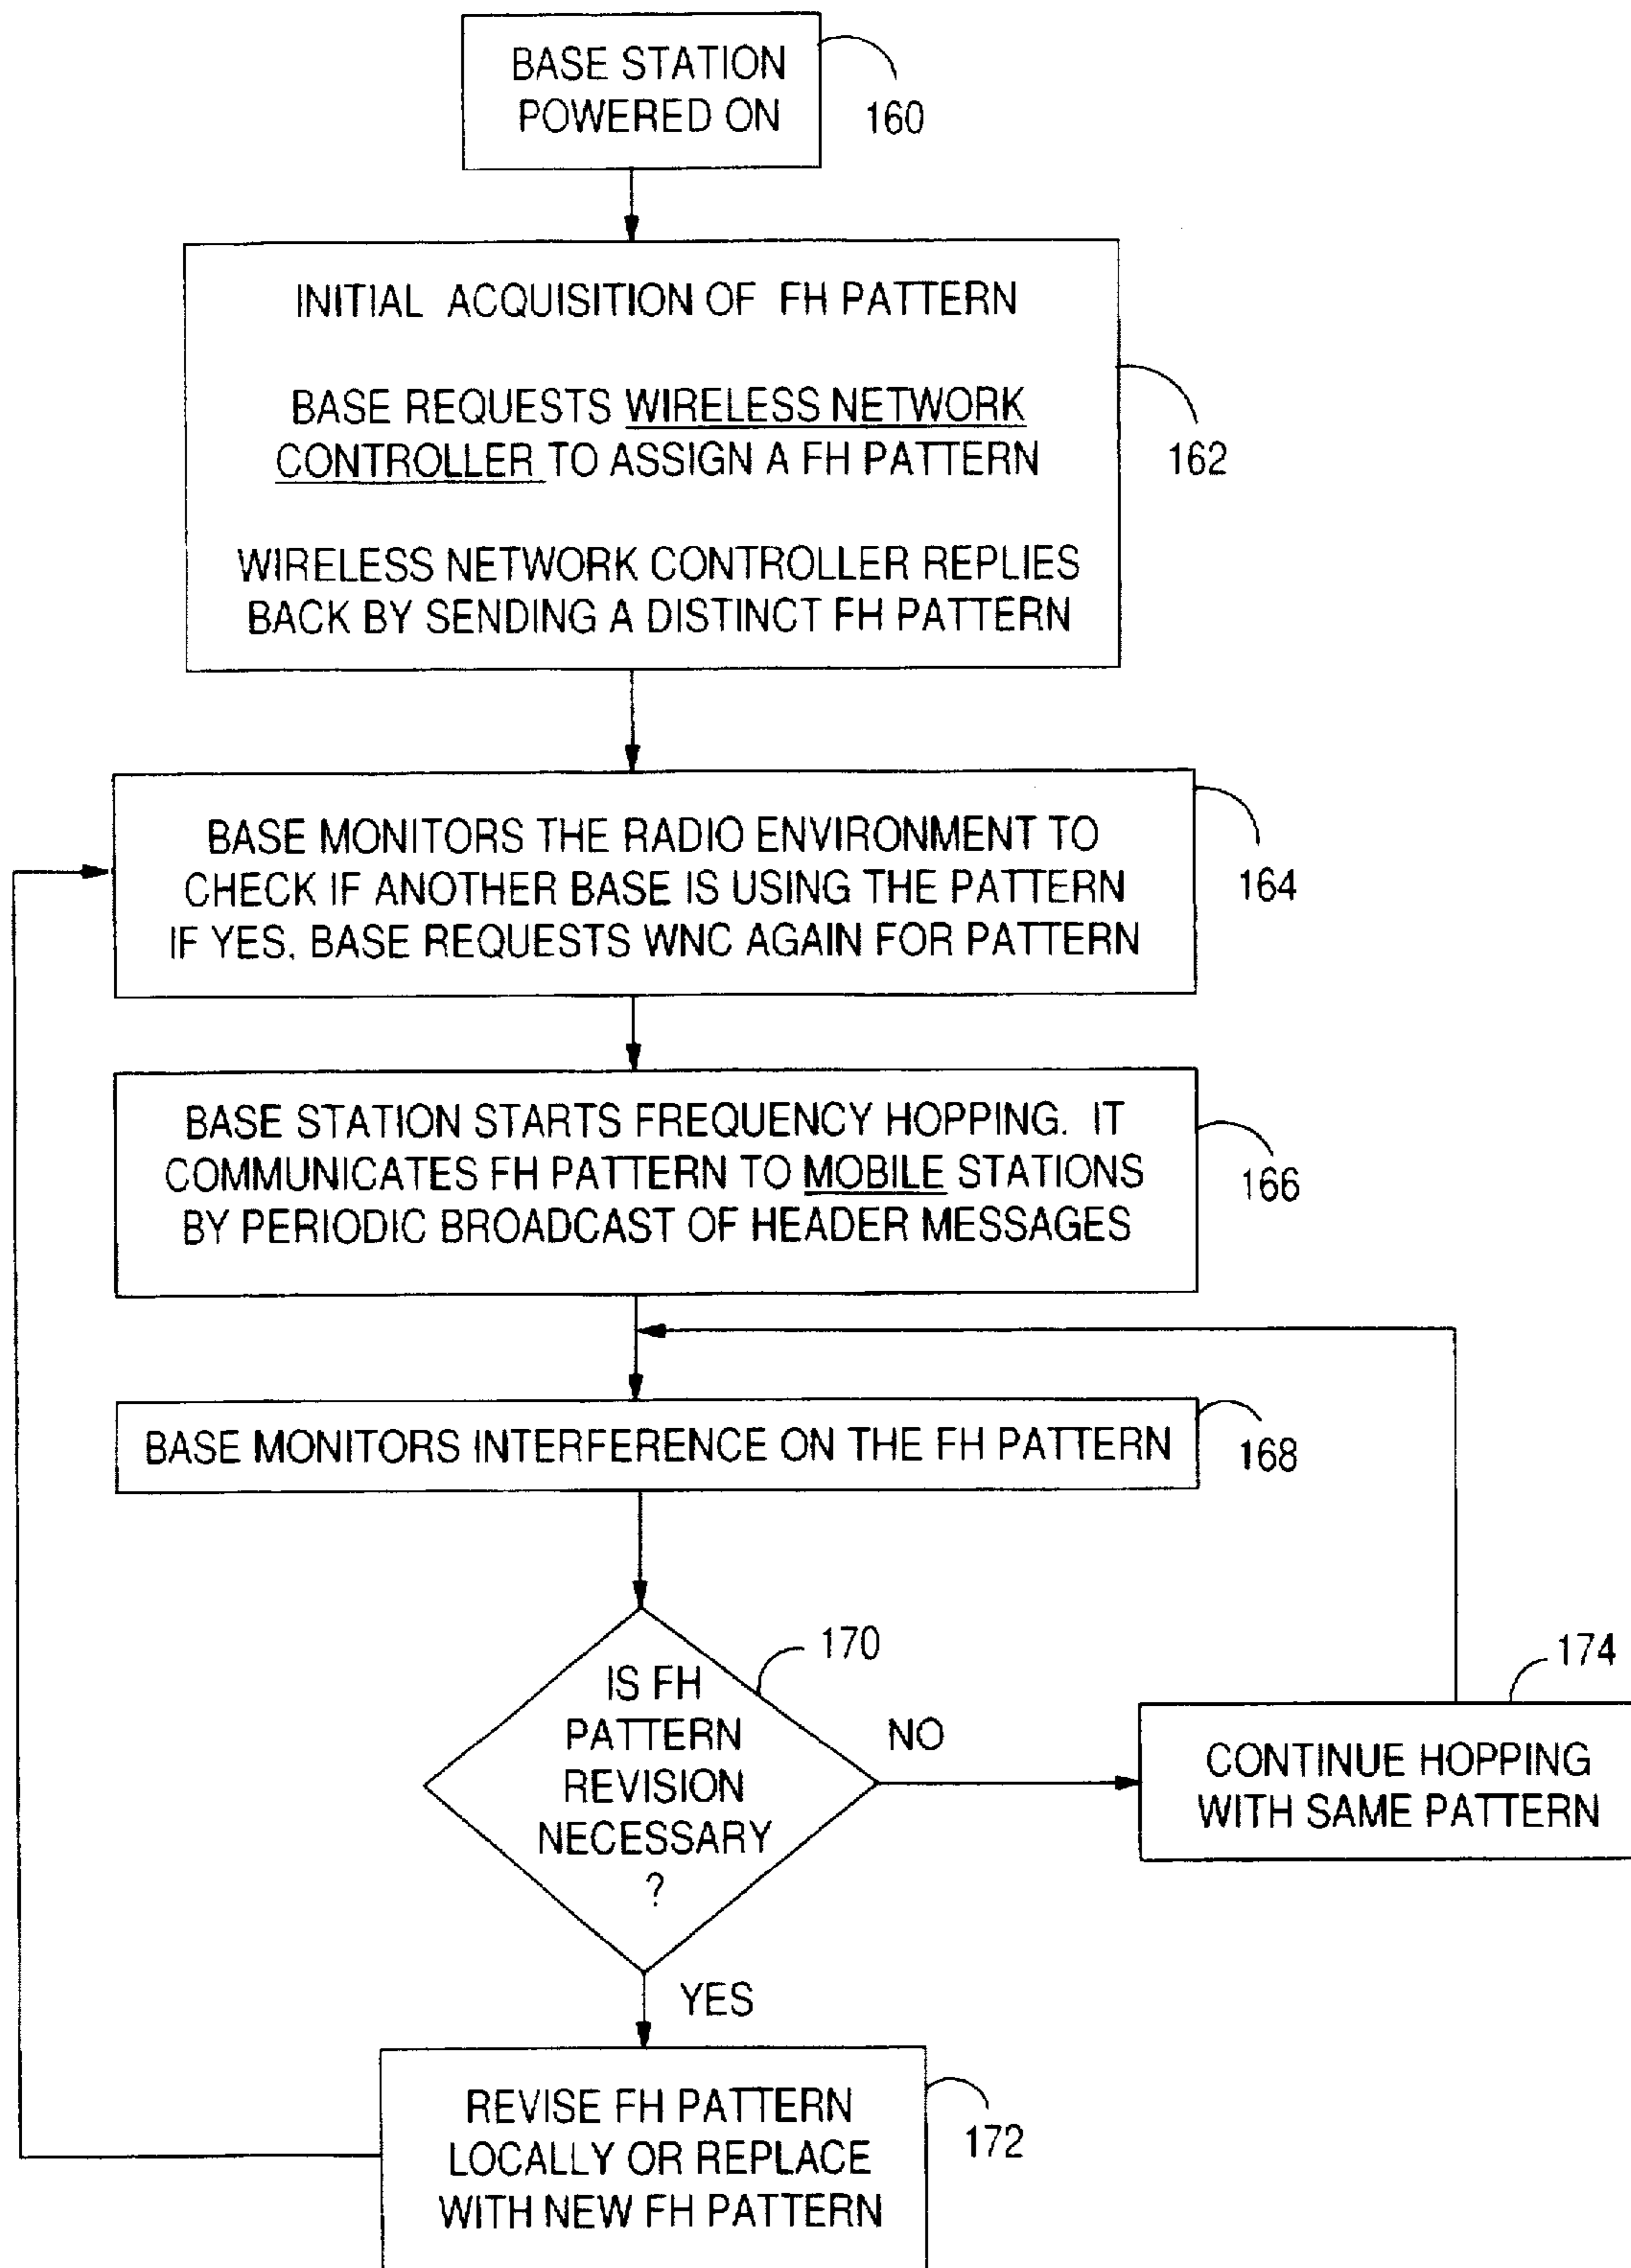 BASE STATION
POWERED ON
160
INITIAL ACQUISITION OF FH PATTERN
BASE REQUESTS WIRELESS NETWORK
CONTROLLER TO ASSIGN A FH PATTERN
WIRELESS NETWORK CONTROLLER REPLIES
BACK BY SENDING A DISTINCT FH PATTERN
162
BASE MONITORS THE RADIO ENVIRONMENT TO
CHECK IF ANOTHER BASE IS USING THE PATTERN
IF YES, BASE REQUESTS WNC AGAIN FOR PATTERN
164
BASE STATION STARTS FREQUENCY HOPPING. IT
COMMUNICATES FH PATTERN TO MOBILE STATIONS
BY PERIODIC BROADCAST OF HEADER MESSAGES
166
BASE MONITORS INTERFERENCE ON THE FH PATTERN
168
IS FH
PATTERN
REVISION
NECESSARY
?
170
NO
CONTINUE HOPPING
WITH SAME PATTERN
174
YES
REVISE FH PATTERN
LOCALLY OR REPLACE
WITH NEW FH PATTERN
172